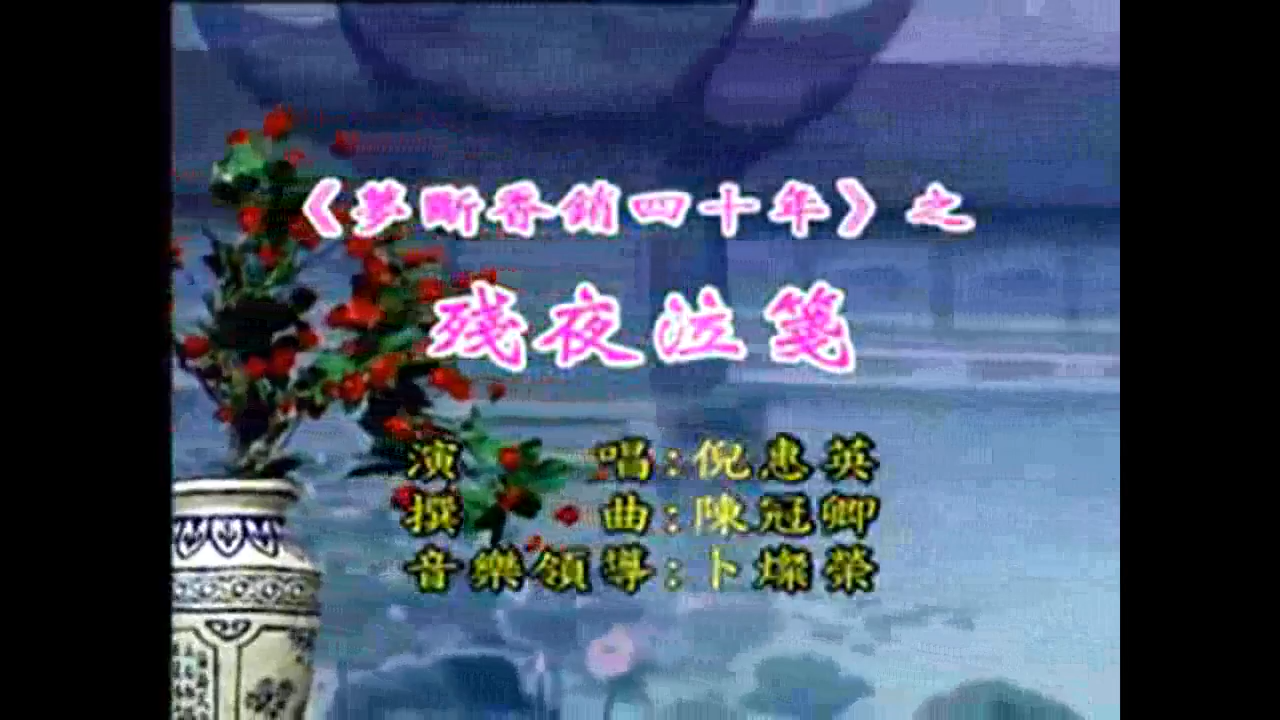 《夢斷香銷四十年》之
殘夜泣箋
演 唱:倪惠英
撰 曲:陳冠卿
音樂領導:卜燦榮